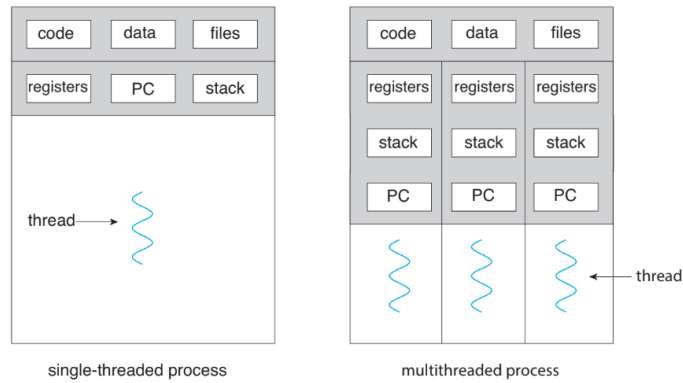 code data files
registers PC stack
thread
single-threaded process
code data files
registers registers registers
stack stack stack
PC PC PC
thread
multithreaded process